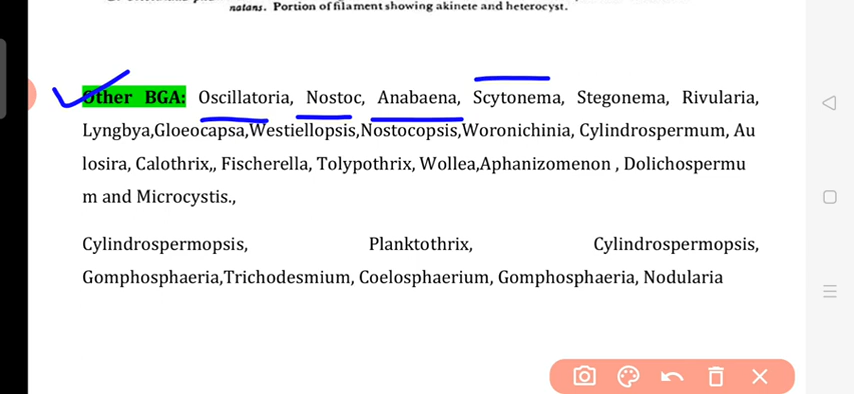 natans. Portion of filament showing akinete and heterocyst.
Other BGA: Oscillatoria, Nostoc, Anabaena, Scytonema, Stegonema, Rivularia,
Lyngbya,Gloeocapsa,Westiellopsis,Nostocopsis,Woronichinia, Cylindrospermum, Au
losira, Calothrix,, Fischerella, Tolypothrix, Wollea,Aphanizomenon , Dolichospermu
m and Microcystis.,
Cylindrospermopsis, Planktothrix, Cylindrospermopsis,
Gomphosphaeria,Trichodesmium, Coelosphaerium, Gomphosphaeria, Nodularia